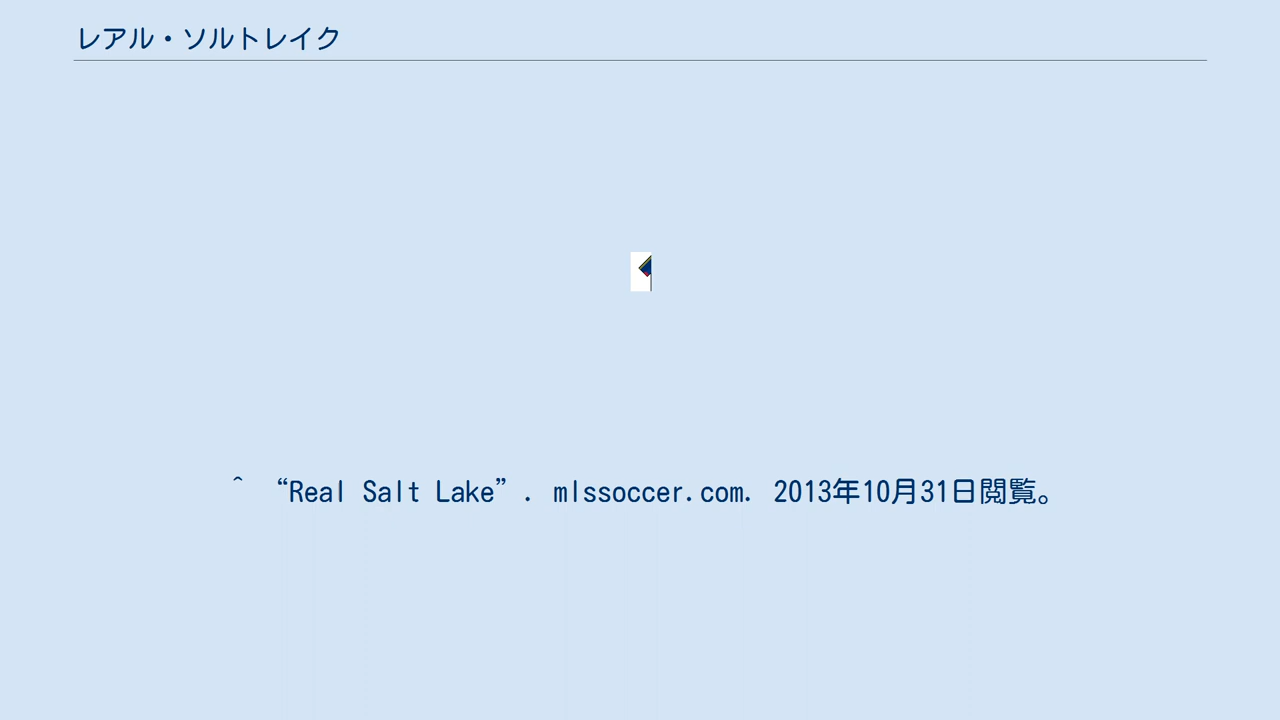 レアル・ソルトレイク
^ “Real Salt Lake”. mlssoccer.com. 2013年10月31日閲覧。